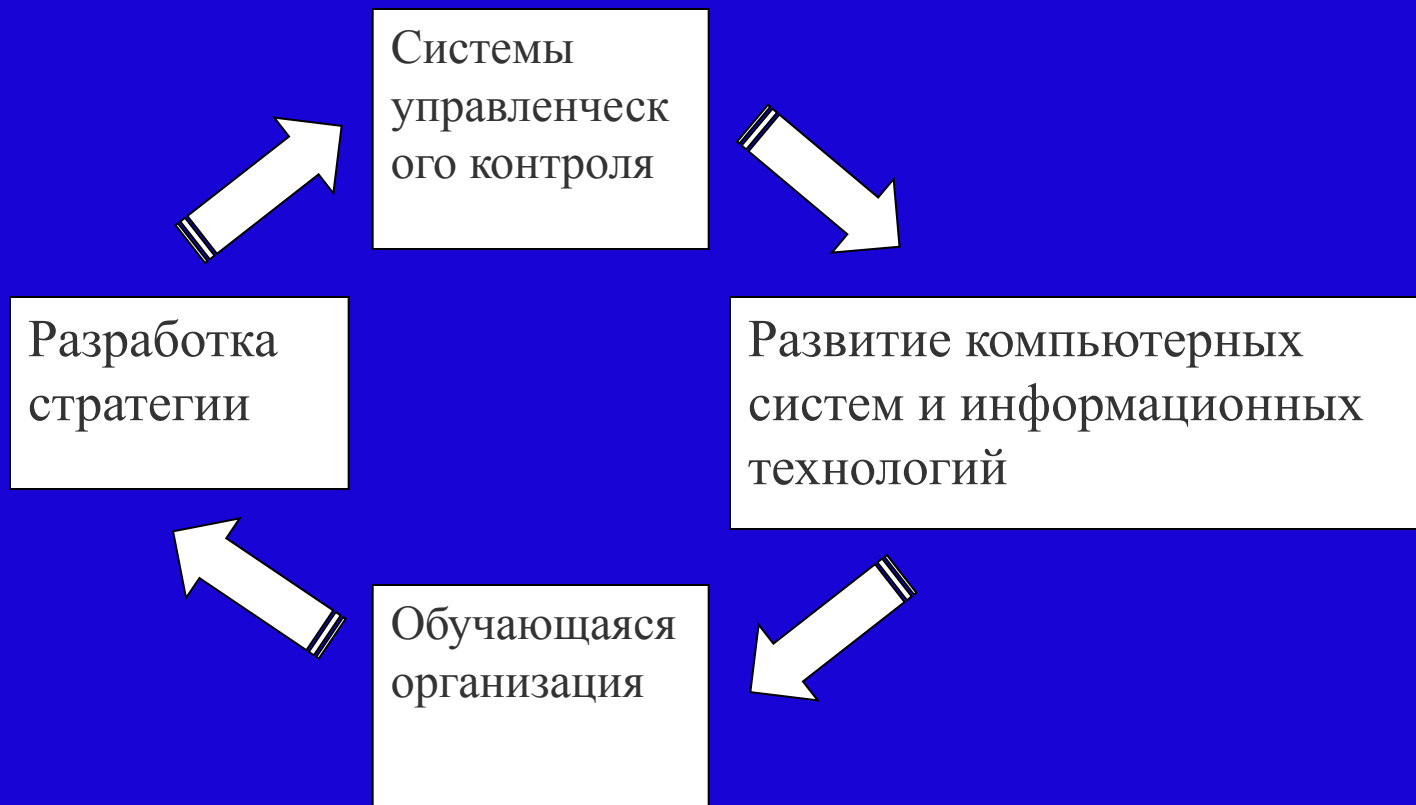 Системы
управленческ
ого контроля
Разработка
стратегии
Развитие компьютерных
систем и информационных
технологий
Обучающаяся
организация